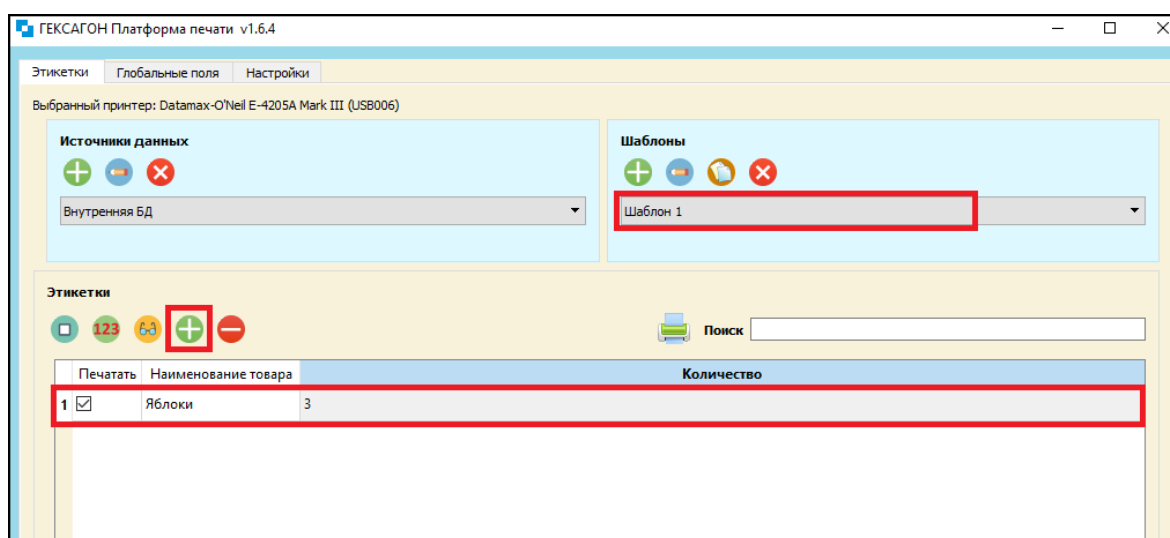 ГЕКСАГОН Платформа печати v1.6.4
Этикетки Глобальные поля Настройки
Выбранный принтер: Datamax-O'Neil E-4205A Mark III (USB006)
Источники данных
Внутренняя БД
Шаблоны
Шаблон 1
Этикетки
123
Поиск
Печатать Наименование товара Количество
1 Яблоки 3